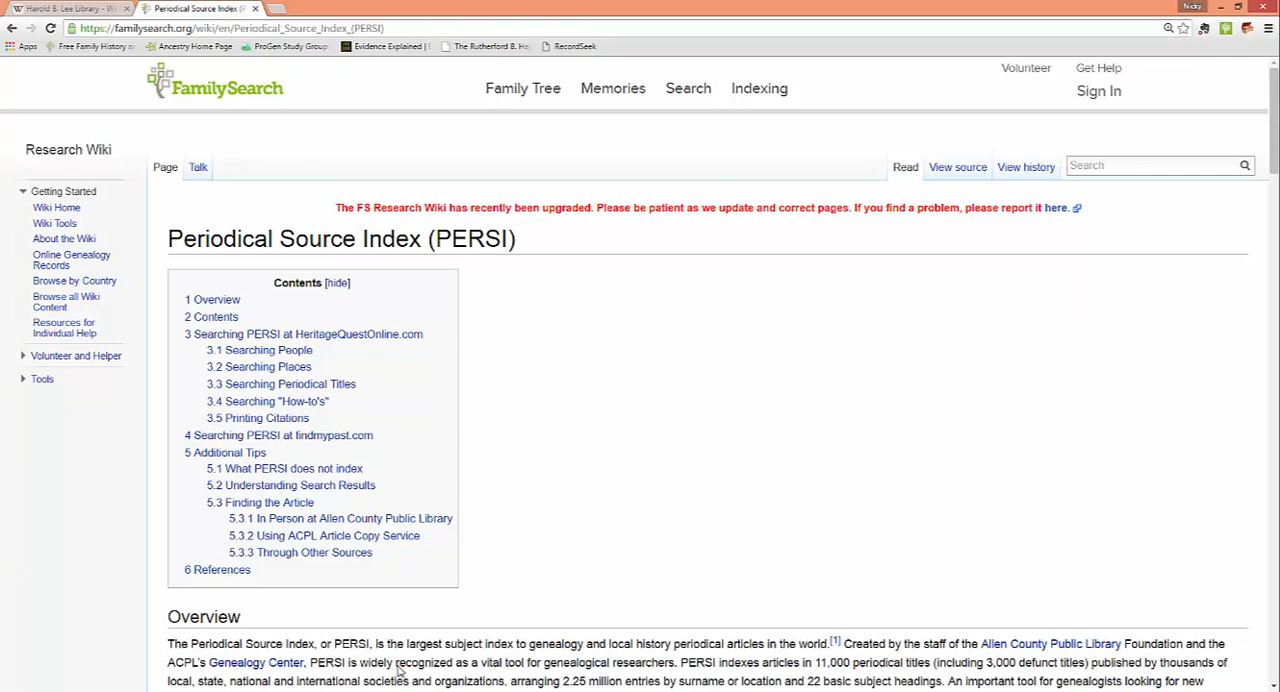 Harold B. Lee Library - Wi
Periodical Source Index (P
Nicky
https://familysearch.org/wiki/en/Periodical_Source_Index_(PERSI)
Apps Free Family History a Ancestry Home Page ProGen Study Group Evidence Explained | The Rutherford B. Ha RecordSeek
FamilySearch
Family Tree Memories Search Indexing
Volunteer Get Help
Sign In
Research Wiki
Getting Started
Wiki Home
Wiki Tools
About the Wiki
Online Genealogy
Records
Browse by Country
Browse all Wiki
Content
Resources for
Individual Help
Volunteer and Helper
Tools
Page Talk Read View source View history Search
The FS Research Wiki has recently been upgraded. Please be patient as we update and correct pages. If you find a problem, please report it here.
Periodical Source Index (PERSI)
Contents [hide]
1 Overview
2 Contents
3 Searching PERSI at HeritageQuestOnline.com
3.1 Searching People
3.2 Searching Places
3.3 Searching Periodical Titles
3.4 Searching "How-to's"
3.5 Printing Citations
4 Searching PERSI at findmypast.com
5 Additional Tips
5.1 What PERSI does not index
5.2 Understanding Search Results
5.3 Finding the Article
5.3.1 In Person at Allen County Public Library
5.3.2 Using ACPL Article Copy Service
5.3.3 Through Other Sources
6 References
Overview
The Periodical Source Index, or PERSI, is the largest subject index to genealogy and local history periodical articles in the world.[1] Created by the staff of the Allen County Public Library Foundation and the
ACPL's Genealogy Center, PERSI is widely recognized as a vital tool for genealogical researchers. PERSI indexes articles in 11,000 periodical titles (including 3,000 defunct titles) published by thousands of
local, state, national and international societies and organizations, arranging 2.25 million entries by surname or location and 22 basic subject headings. An important tool for genealogists looking for new